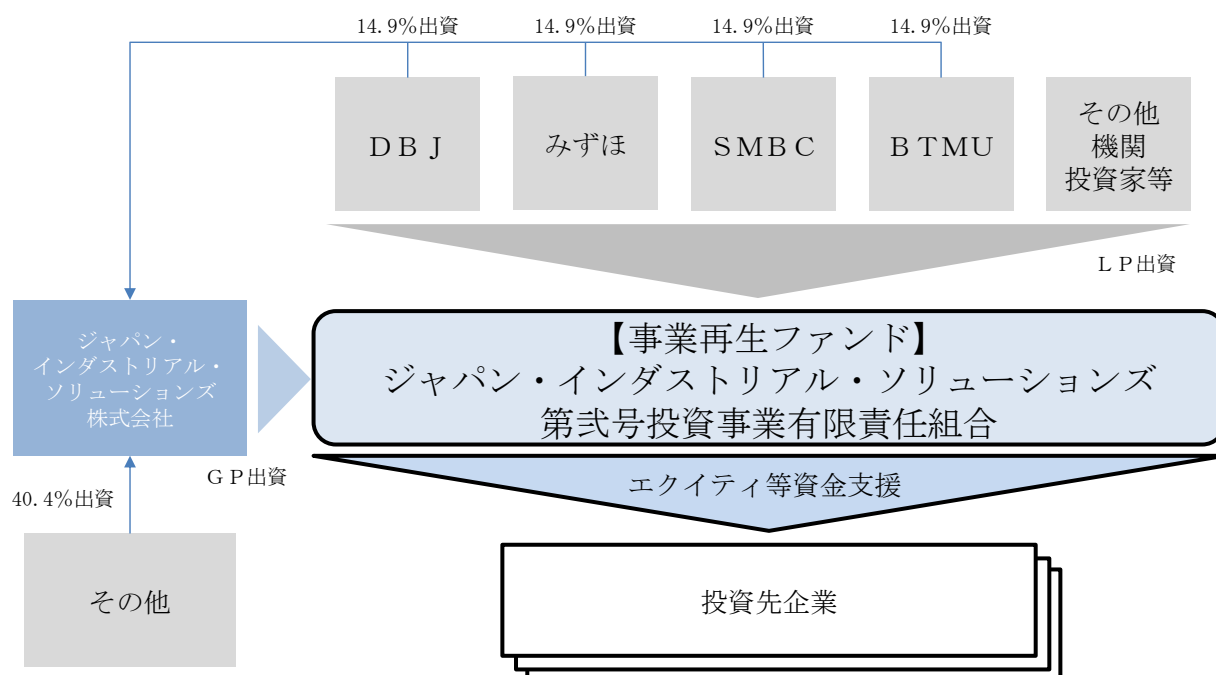 14.9%出資
14.9%出資
14.9%出資
14.9%出資
ＤＢＪ
みずほ
ＳＭＢＣ
ＢＴＭＵ
その他
機関
投資家等
ＬＰ出資
ジャパン・
インダストリアル・
ソリューションズ
株式会社
【事業再生ファンド】
ジャパン・インダストリアル・ソリューションズ
第弐号投資事業有限責任組合
ＧＰ出資
エクイティ等資金支援
40.4%出資
その他
投資先企業